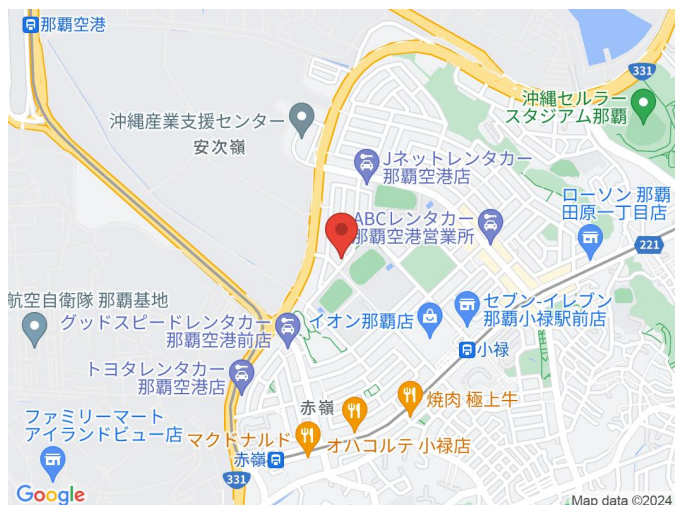 那覇空港
331
沖縄セルラー
スタジアム那覇
沖縄産業支援センター
安次嶺
Jネットレンタカー
那覇空港店
ローソン 那覇
田原一丁目店
ABCレンタカー
那覇空港営業所
221
航空自衛隊 那覇基地
グッドスピードレンタカー
那覇空港前店
イオン那覇店
セブン-イレブン
那覇小禄駅前店
小禄
トヨタレンタカー
那覇空港店
赤嶺
焼肉 極上牛
ファミリーマート
アイランドビュー店
マクドナルド
オハコルテ 小禄店
赤嶺
331
Google
Map data ©2024